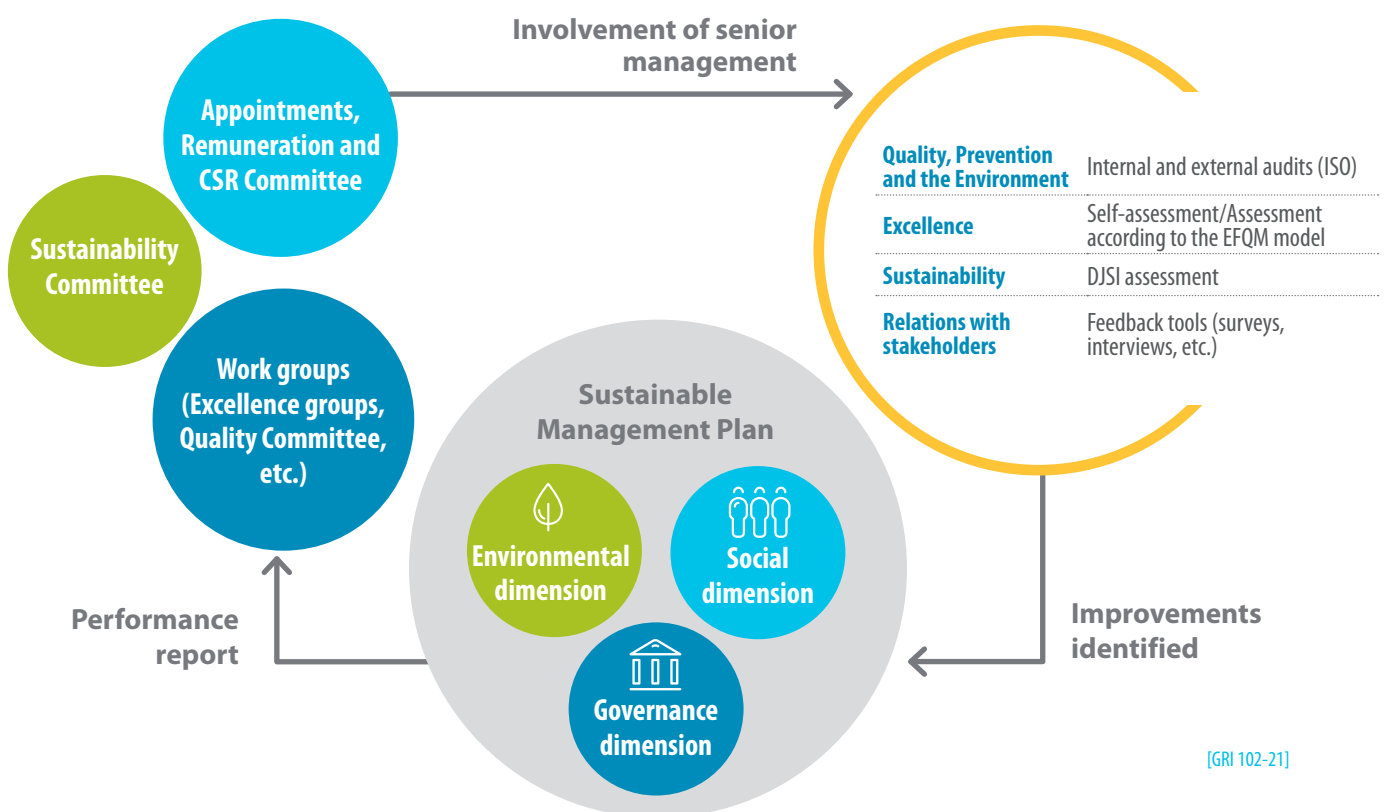 Involvement of senior
management
Appointments,
Remuneration and
CSR Committee
Sustainability
Committee
Work groups
(Excellence groups,
Quality Committee,
etc.)
Quality, Prevention
and the Environment
Internal and external audits (ISO)
Excellence
Self-assessment/Assessment
according to the EFQM model
Sustainability
DJSI assessment
Relations with
stakeholders
Feedback tools (surveys,
interviews, etc.)
Sustainable
Management Plan
Environmental
dimension
Social
dimension
Governance
dimension
Performance
report
Improvements
identified
[GRI 102-21]